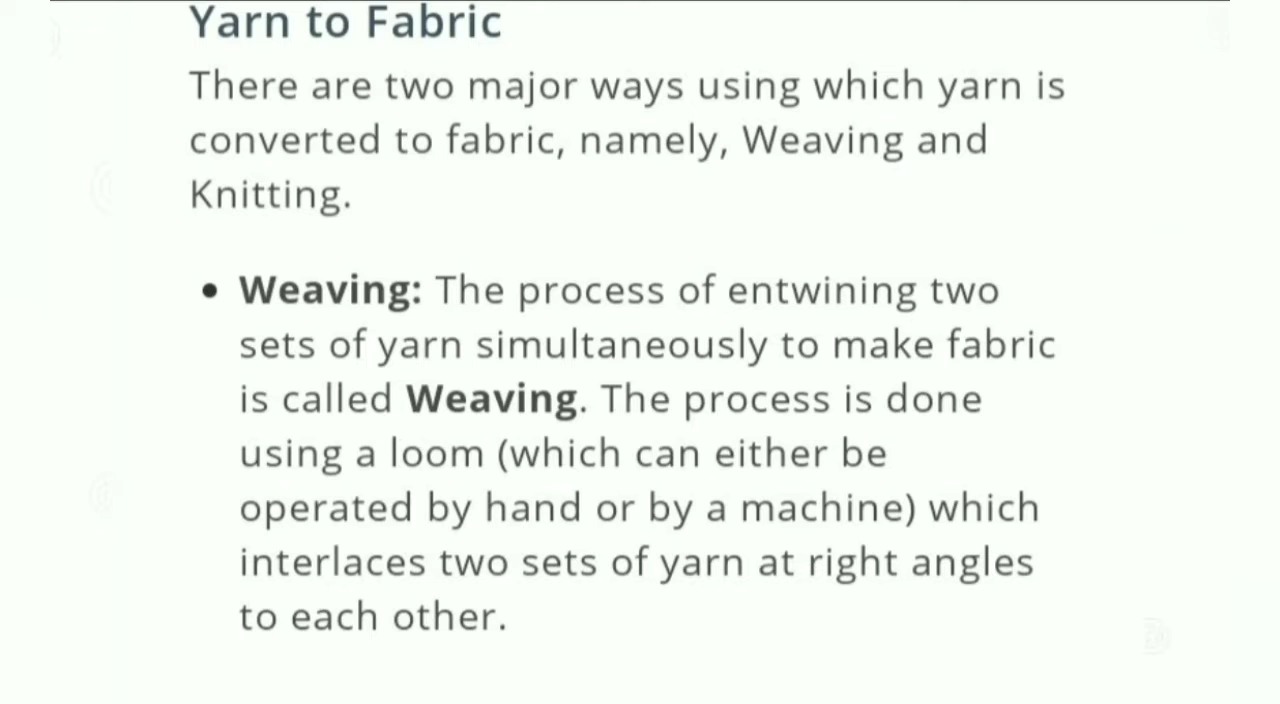 Yarn to Fabric
There are two major ways using which yarn is
converted to fabric, namely, Weaving and
Knitting.
• Weaving: The process of entwining two
sets of yarn simultaneously to make fabric
is called Weaving. The process is done
using a loom (which can either be
operated by hand or by a machine) which
interlaces two sets of yarn at right angles
to each other.